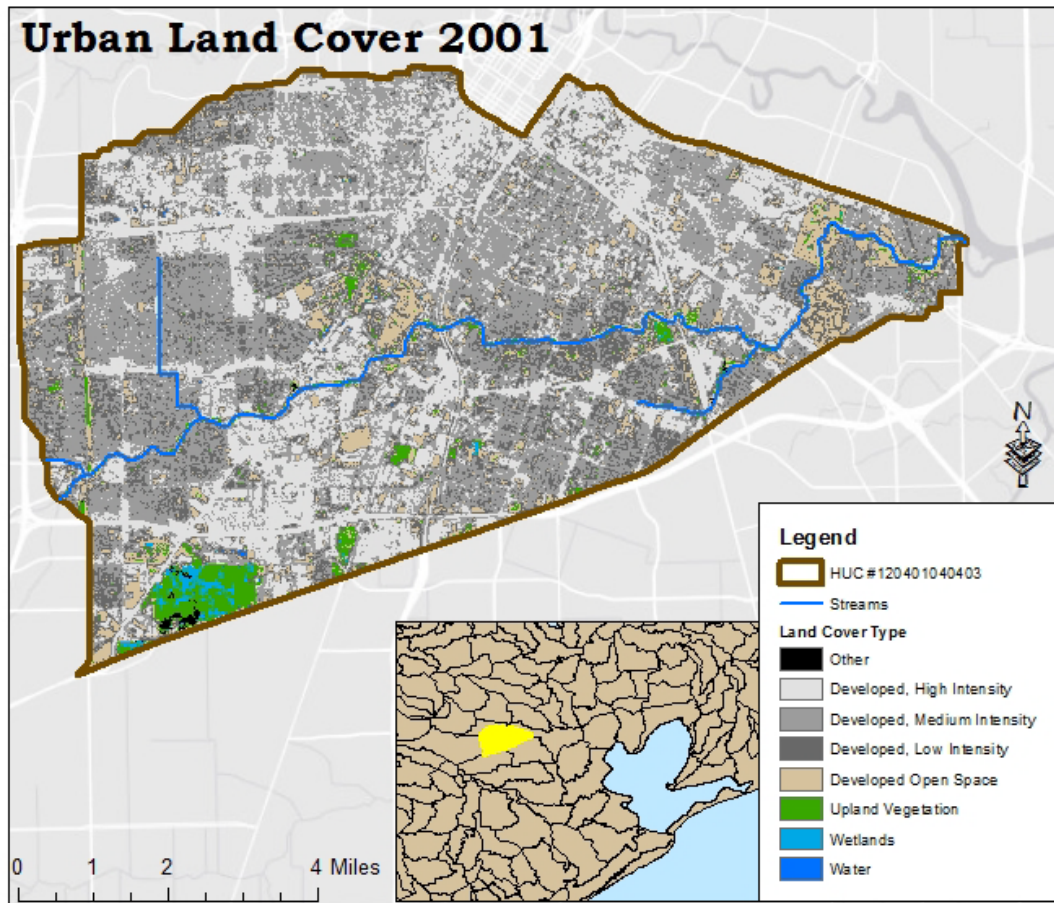 Urban Land Cover 2001
N
Legend
HUC #120401040403
Streams
Land Cover Type
Other
Developed, High Intensity
Developed, Medium Intensity
Developed, Low Intensity
Developed Open Space
Upland Vegetation
Wetlands
Water
0 1 2 4 Miles